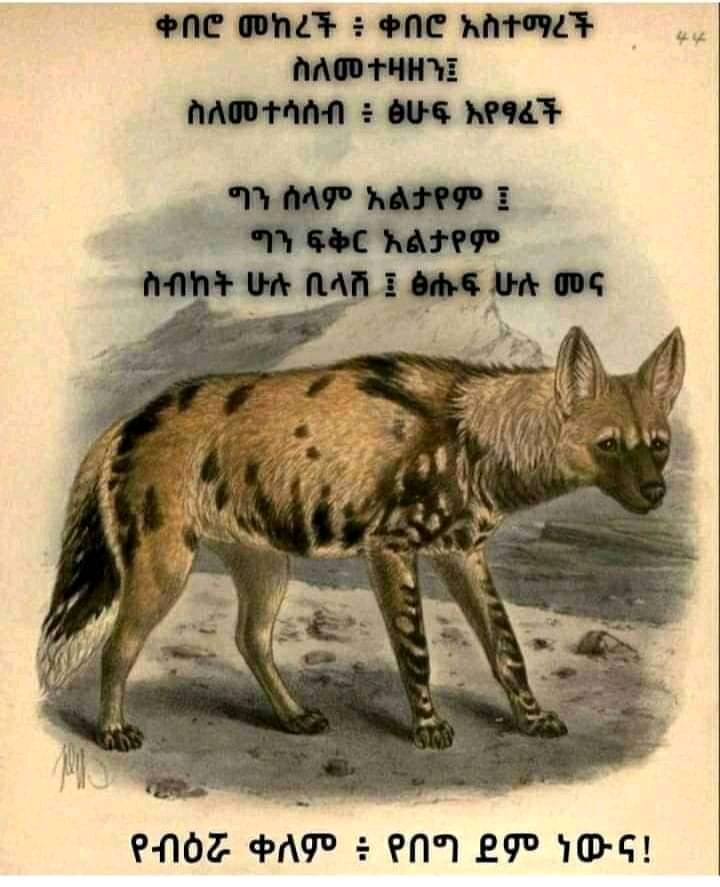 ቀበሮ መከረች ፥ ቀበሮ አስተማረች
44
ስለመተዛዘን፤
ስለመተሳሰብ ፥ ፅሁፍ እየፃፈች
ግን ሰላም አልታየም ፤
ግን ፍቅር አልታየም
ስብከት ሁሉ ቢላሽ ፤ ፅሑፍ ሁሉ መና
የብዕሯ ቀለም ፥ የበግ ደም ነውና!